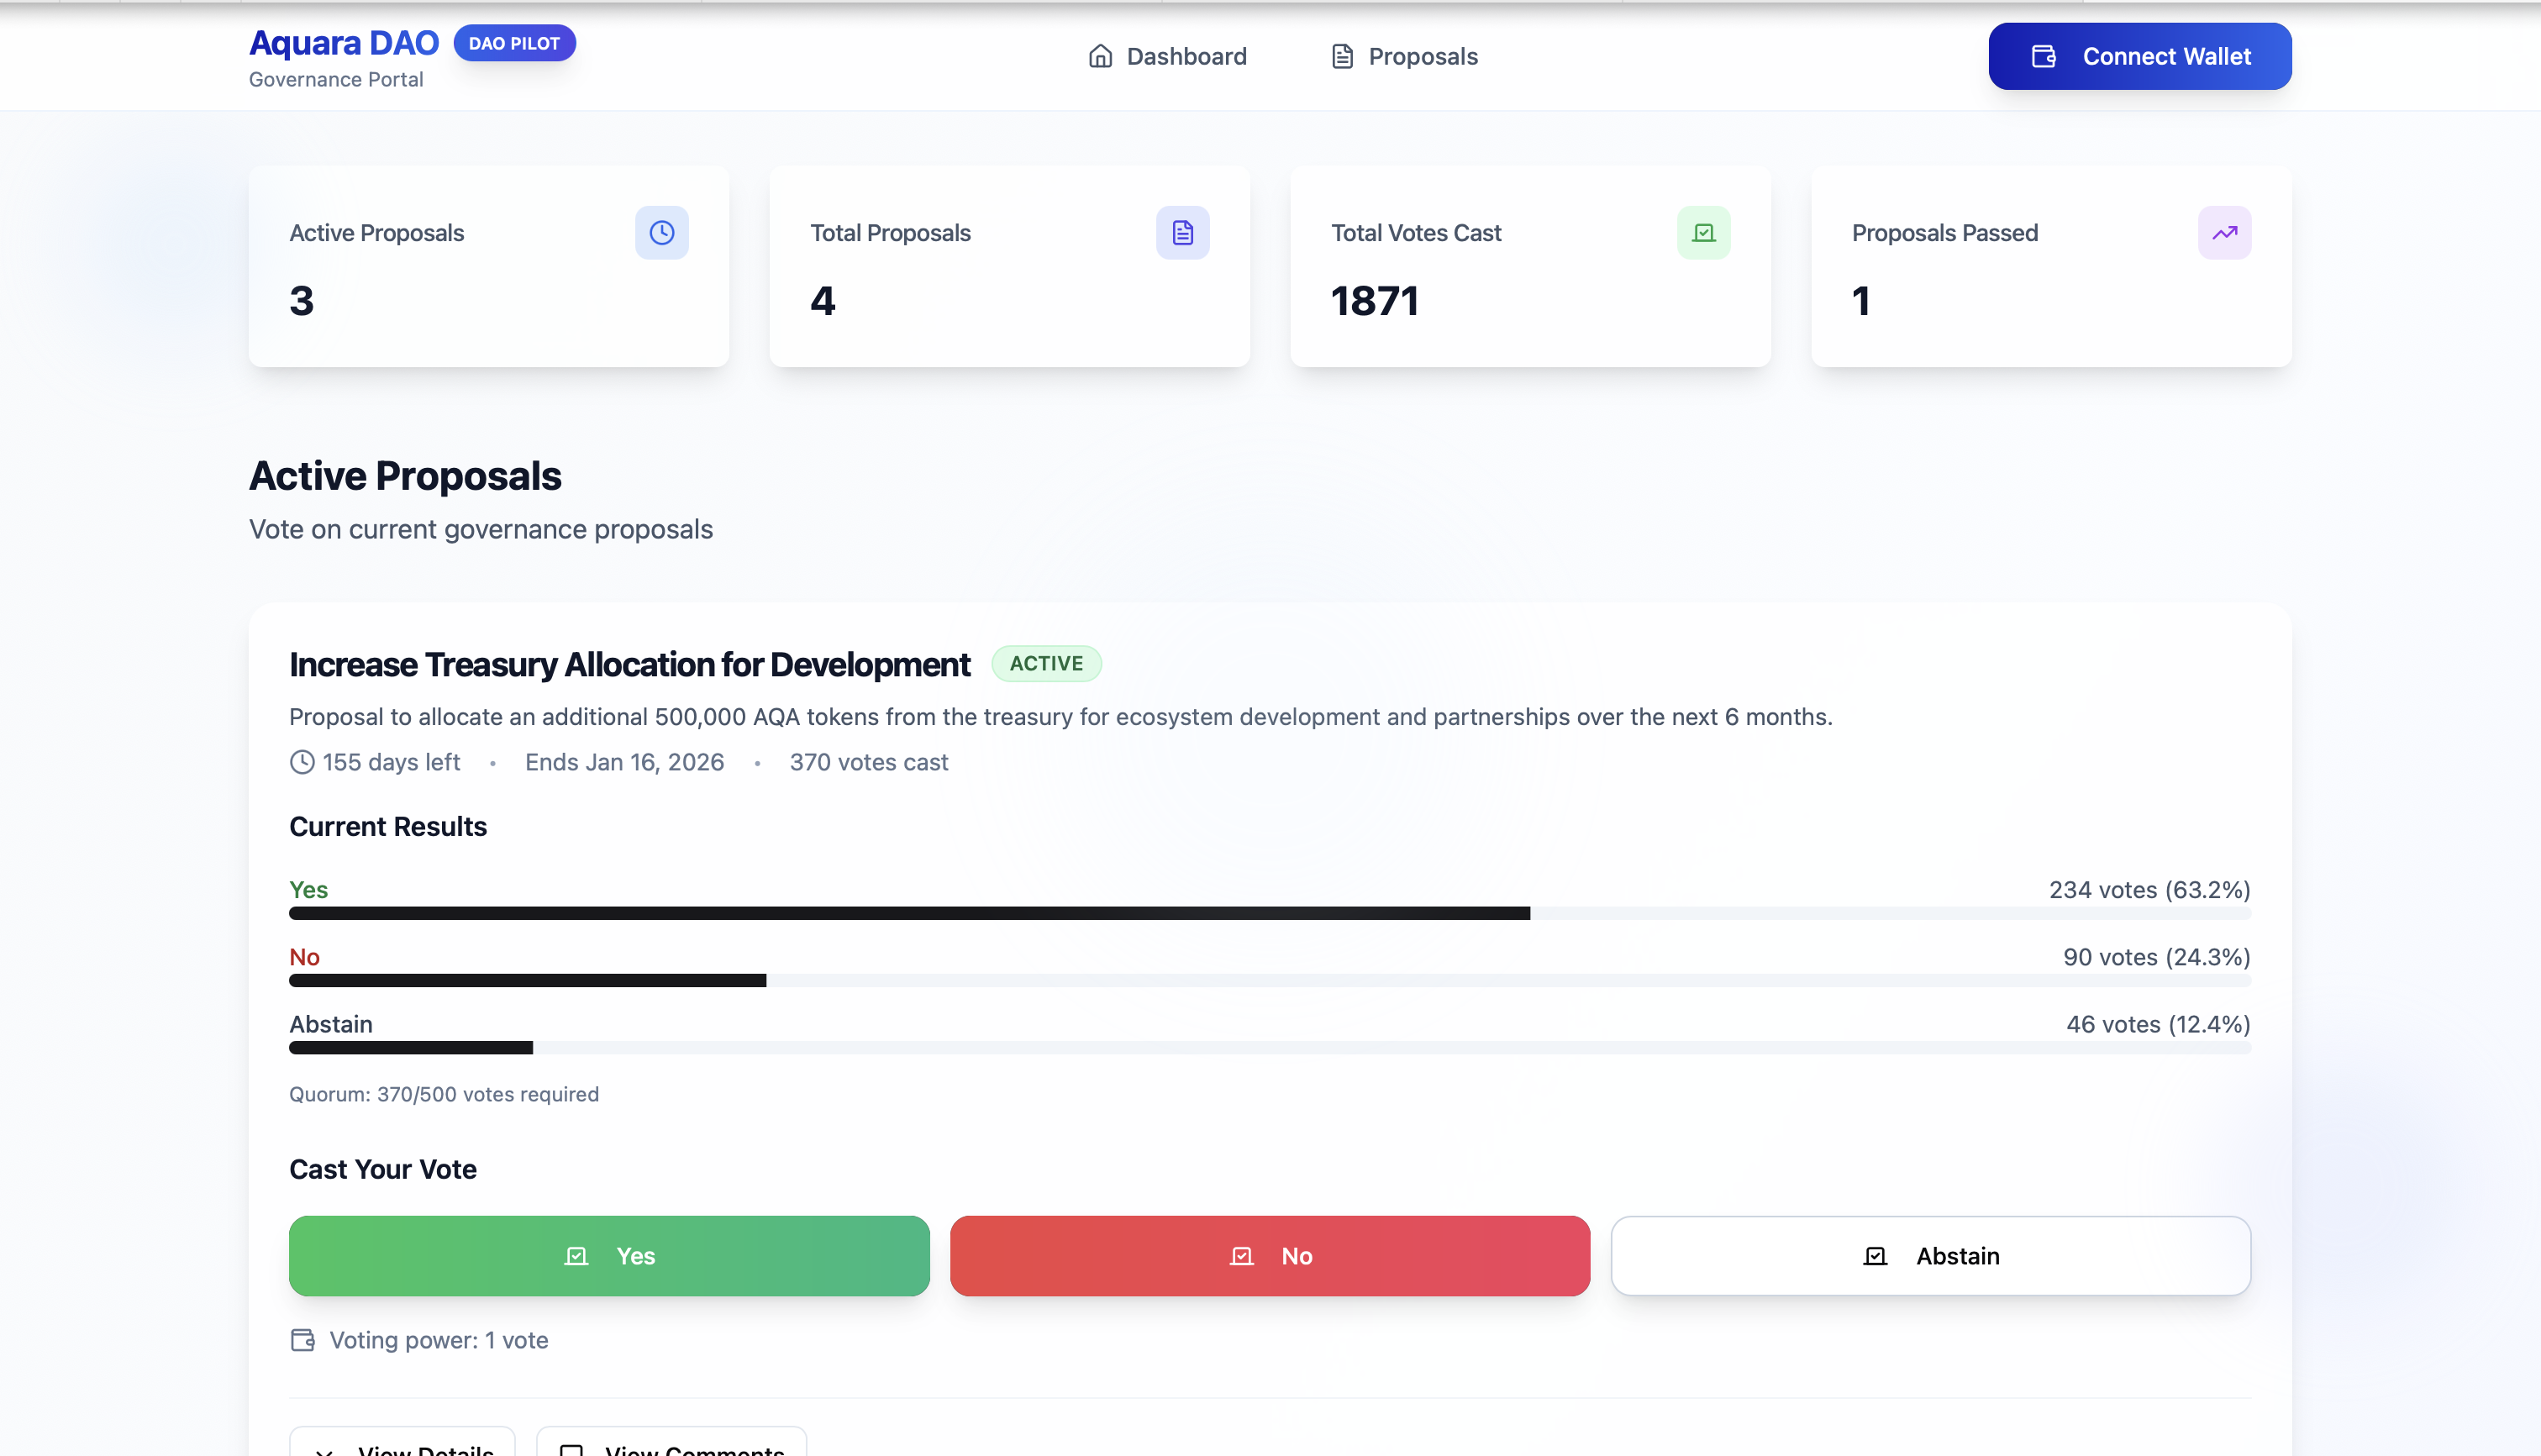 Aquara DAO DAO PILOT
Governance Portal
Dashboard
Proposals
Connect Wallet
Active Proposals
3
Total Proposals
4
Total Votes Cast
1871
Proposals Passed
1
Active Proposals
Vote on current governance proposals
Increase Treasury Allocation for Development ACTIVE
Proposal to allocate an additional 500,000 AQA tokens from the treasury for ecosystem development and partnerships over the next 6 months.
155 days left • Ends Jan 16, 2026 • 370 votes cast
Current Results
Yes 234 votes (63.2%)
No 90 votes (24.3%)
Abstain 46 votes (12.4%)
Quorum: 370/500 votes required
Cast Your Vote
Yes
No
Abstain
Voting power: 1 vote
View Details
View Comments